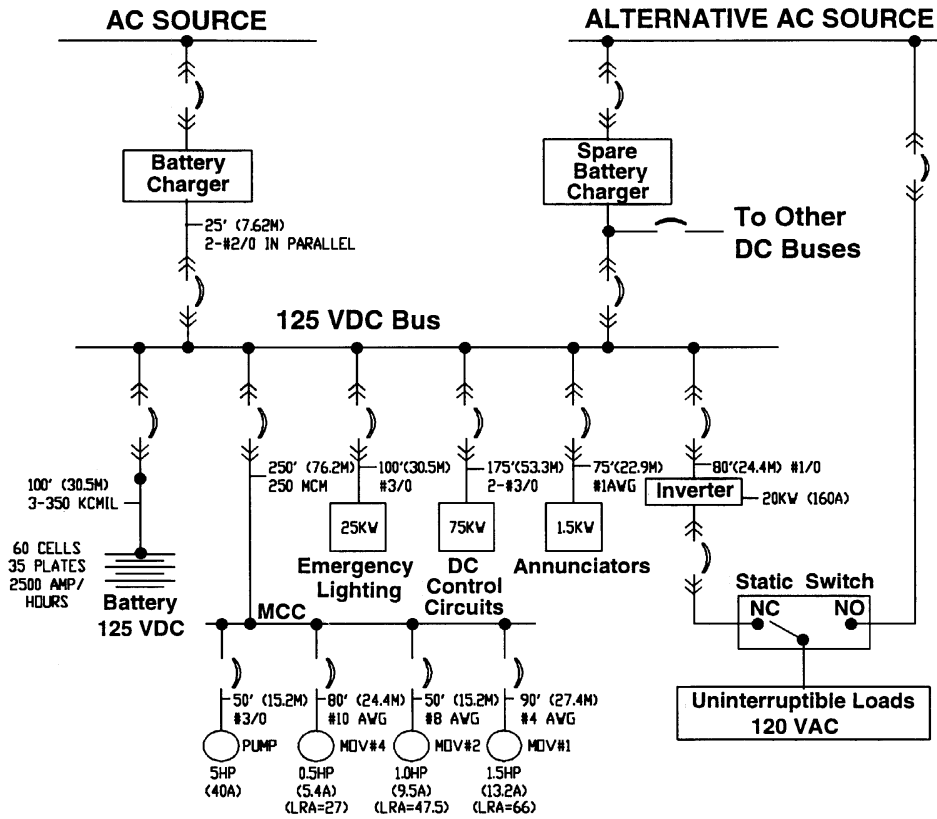 AC SOURCE
ALTERNATIVE AC SOURCE
Battery
Charger
Spare
Battery
Charger
25' (7.62M)
2-#2/0 IN PARALLEL
To Other
DC Buses
125 VDC Bus
100' (30.5M)
3-350 KCMIL
250' (76.2M)
250 MCM
100'(30.5M)
#3/0
175'(53.3M)
2-#3/0
75'(22.9M)
#1AWG
80'(24.4M) #1/0
Inverter
20KW (160A)
25KW
75KW
1.5KW
Emergency
Lighting
DC
Control
Circuits
Annunciators
60 CELLS
35 PLATES
2500 AMP/
HOURS
Battery
125 VDC
Static Switch
NC
NO
MCC
50' (15.2M)
#3/0
80' (24.4M)
#10 AWG
50' (15.2M)
#8 AWG
90' (27.4M)
#4 AWG
PUMP
MOV#4
MOV#2
MOV#1
5HP
(40A)
0.5HP
(5.4A)
(LRA=27)
1.0HP
(9.5A)
(LRA=47.5)
1.5HP
(13.2A)
(LRA=66)
Uninterruptible Loads
120 VAC